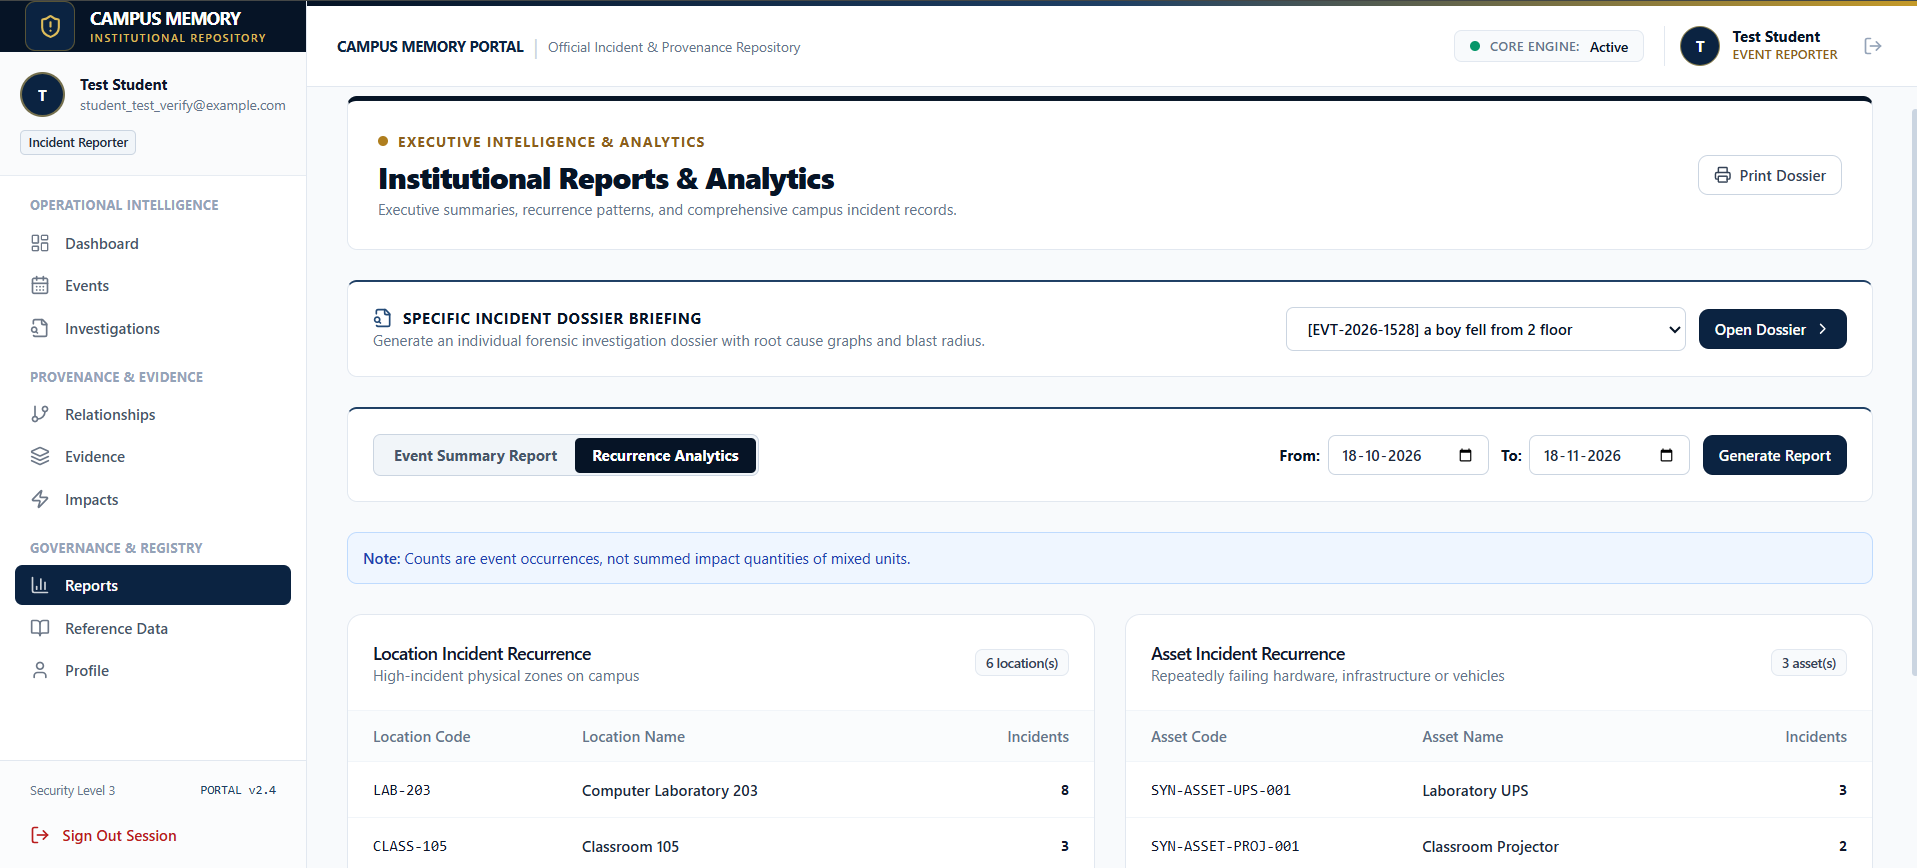 CAMPUS MEMORY
INSTITUTIONAL REPOSITORY
T
Test Student
student_test_verify@example.com
Incident Reporter
OPERATIONAL INTELLIGENCE
Dashboard
Events
Investigations
PROVENANCE & EVIDENCE
Relationships
Evidence
Impacts
GOVERNANCE & REGISTRY
Reports
Reference Data
Profile
Security Level 3 PORTAL v2.4
Sign Out Session
CAMPUS MEMORY PORTAL Official Incident & Provenance Repository
CORE ENGINE: Active
T
Test Student
EVENT REPORTER
EXECUTIVE INTELLIGENCE & ANALYTICS
Institutional Reports & Analytics
Executive summaries, recurrence patterns, and comprehensive campus incident records.
Print Dossier
SPECIFIC INCIDENT DOSSIER BRIEFING
Generate an individual forensic investigation dossier with root cause graphs and blast radius.
[EVT-2026-1528] a boy fell from 2 floor
Open Dossier
Event Summary Report Recurrence Analytics
From: 18-10-2026 To: 18-11-2026 Generate Report
Note: Counts are event occurrences, not summed impact quantities of mixed units.
Location Incident Recurrence
High-incident physical zones on campus
6 location(s)
Location Code Location Name Incidents
LAB-203 Computer Laboratory 203 8
CLASS-105 Classroom 105 3
Asset Incident Recurrence
Repeatedly failing hardware, infrastructure or vehicles
3 asset(s)
Asset Code Asset Name Incidents
SYN-ASSET-UPS-001 Laboratory UPS 3
SYN-ASSET-PROJ-001 Classroom Projector 2